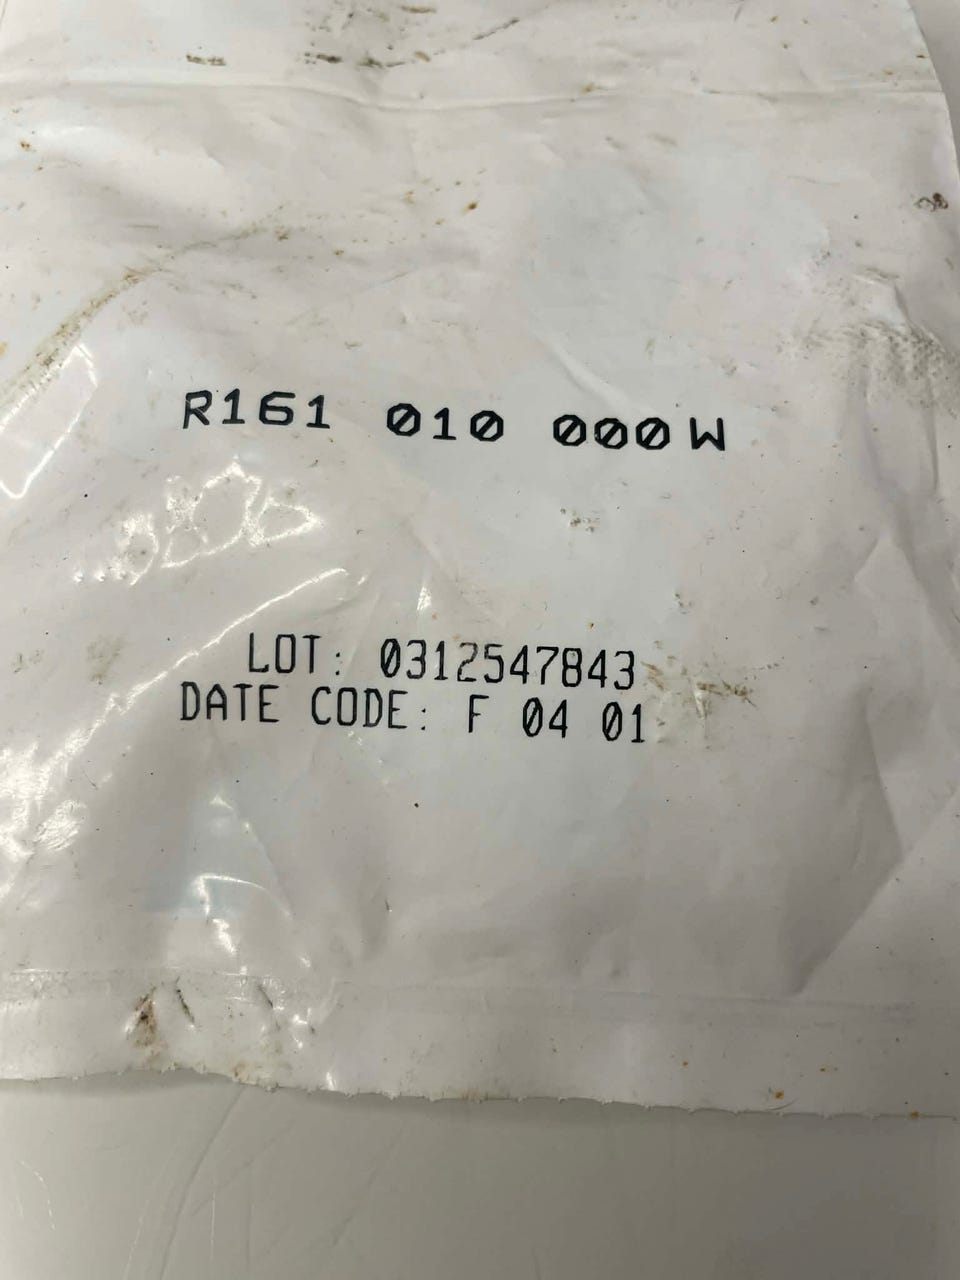 R161 010 000W
LOT: 0312547843
DATE CODE: F 04 01